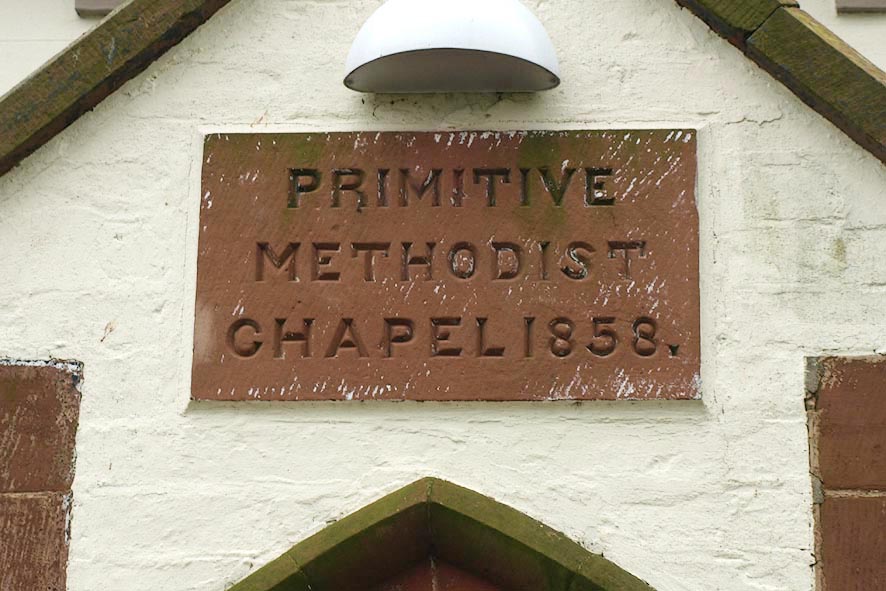 PRIMITIVE
METHODIST
CHAPEL 1858.